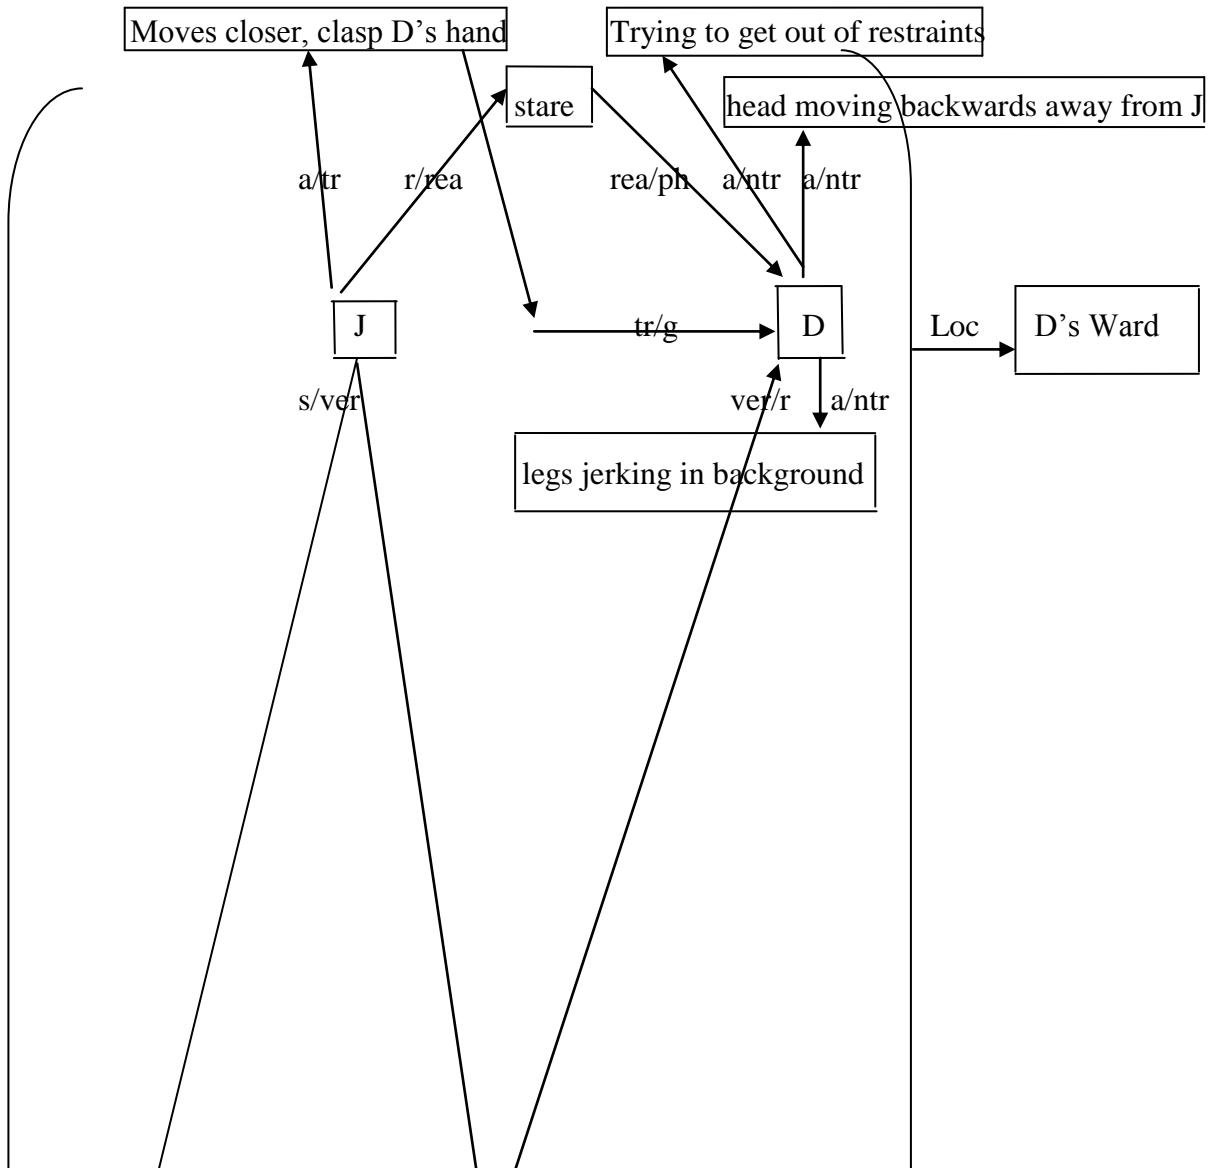 Moves closer, clasp D’s hand
Trying to get out of restraints
stare
head moving backwards away from J
a/tr
r/rea
rea/ph
a/ntr
a/ntr
J
tr/g
D
Loc
D’s Ward
s/ver
ver/r
a/ntr
legs jerking in background